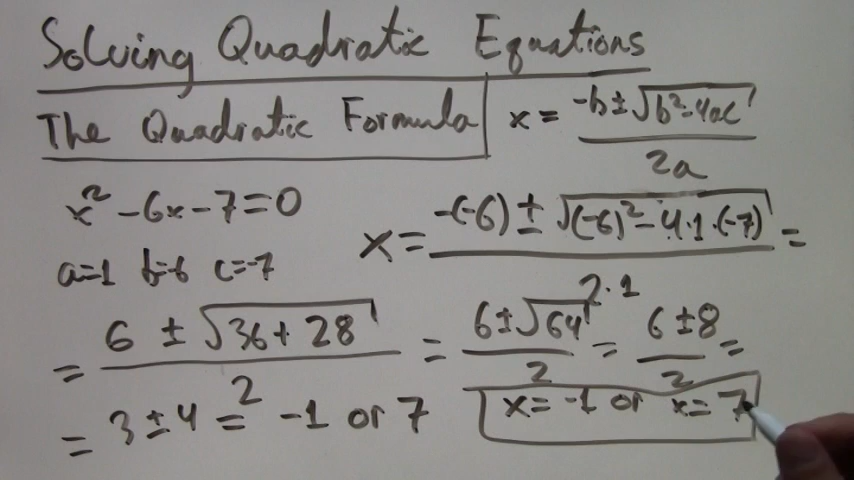 Solving Quadratic Equations
The Quadratic Formula x = (-b ± √(b² - 4ac)) / 2a
x² - 6x - 7 = 0
a=1 b=-6 c=-7
x = (-(-6) ± √((-6)² - 4·1·(-7))) / 2·1 =
= (6 ± √(36 + 28)) / 2 = (6 ± √64) / 2 = (6 ± 8) / 2 =
= 3 ± 4 = -1 or 7
x = -1 or x = 7